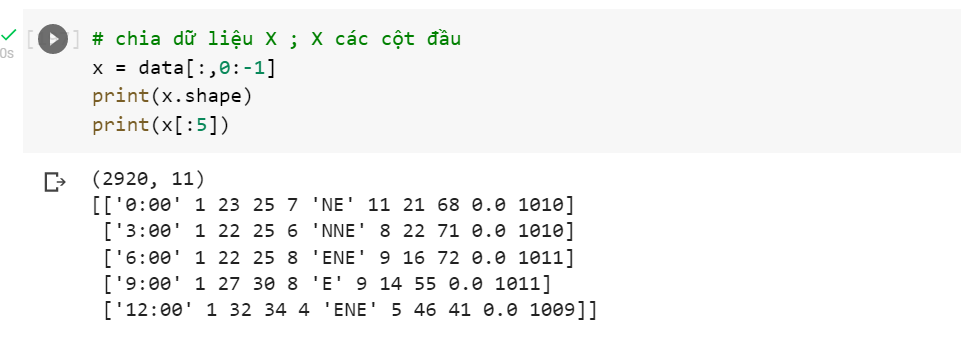 # chia dữ liệu X ; X các cột đầu
x = data[:,0:-1]
print(x.shape)
print(x[:5])
0s
(2920, 11)
[['0:00' 1 23 25 7 'NE' 11 21 68 0.0 1010]
['3:00' 1 22 25 6 'NNE' 8 22 71 0.0 1010]
['6:00' 1 22 25 8 'ENE' 9 16 72 0.0 1011]
['9:00' 1 27 30 8 'E' 9 14 55 0.0 1011]
['12:00' 1 32 34 4 'ENE' 5 46 41 0.0 1009]]